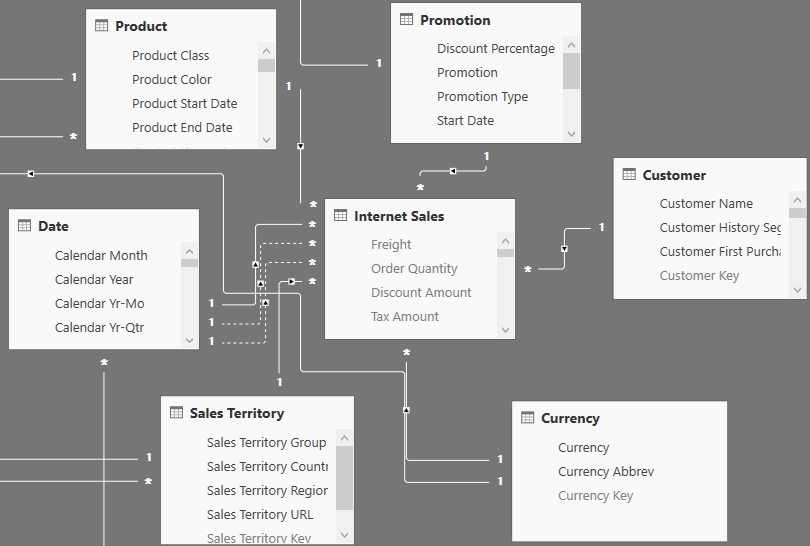 Product
Product Class
Product Color
Product Start Date
Product End Date
1
*
Promotion
Discount Percentage
Promotion
Promotion Type
Start Date
1
1
1
*
Customer
Customer Name
Customer History Seg
Customer First Purcha
Customer Key
1
*
Date
Calendar Month
Calendar Year
Calendar Yr-Mo
Calendar Yr-Qtr
1
1
1
*
Internet Sales
Freight
Order Quantity
Discount Amount
Tax Amount
*
*
*
*
*
*
1
Sales Territory
Sales Territory Group
Sales Territory Countr
Sales Territory Region
Sales Territory URL
Sales Territory Key
1
*
Currency
Currency
Currency Abbrev
Currency Key
1
1